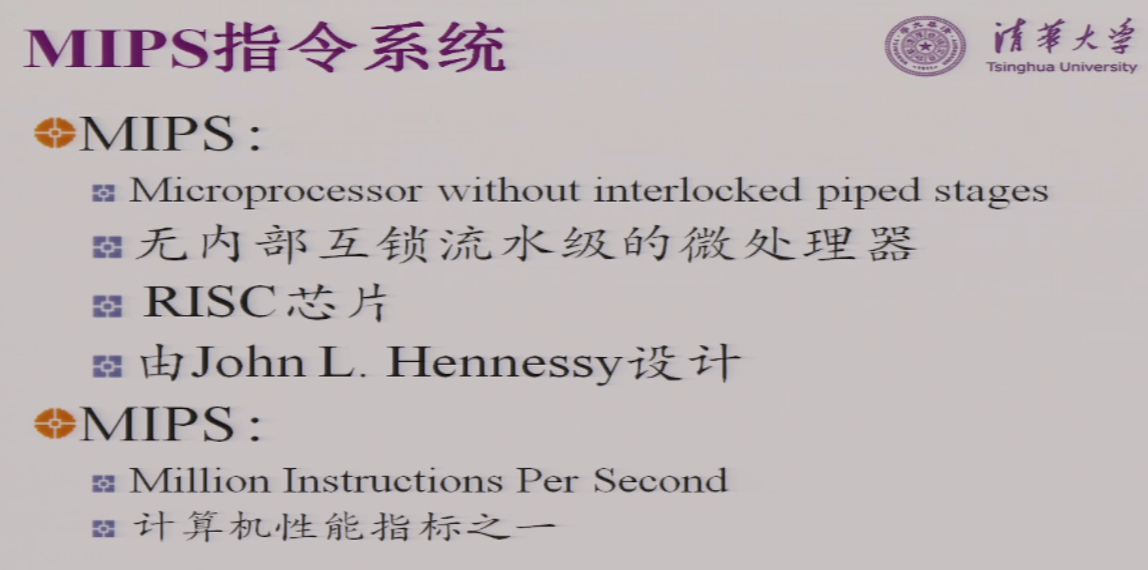 MIPS指令系统
清华大学
Tsinghua University
MIPS:
Microprocessor without interlocked piped stages
无内部互锁流水级的微处理器
RISC芯片
由John L. Hennessy设计
MIPS:
Million Instructions Per Second
计算机性能指标之一